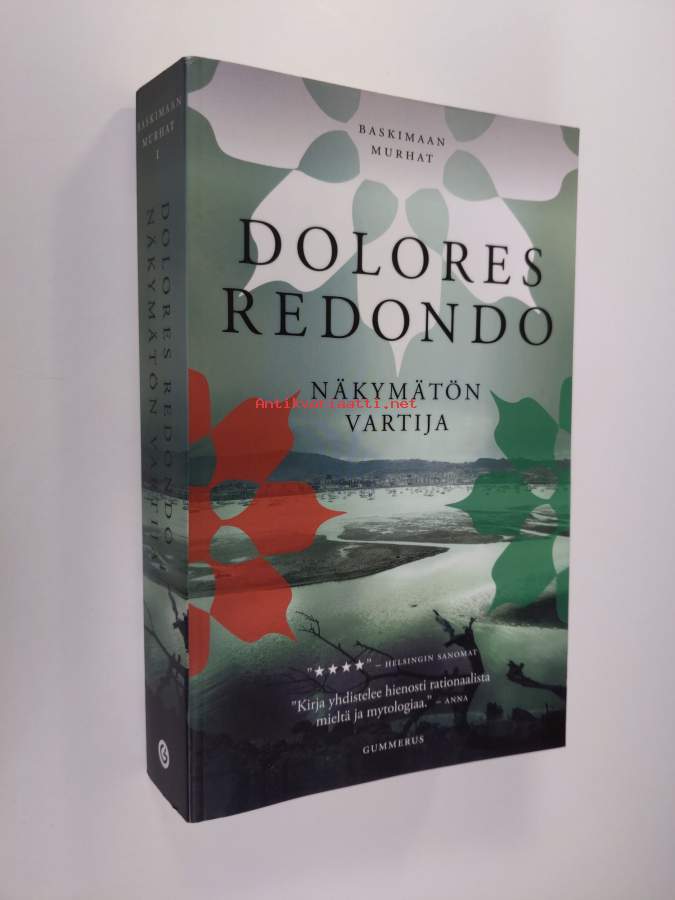 BASKIMAAN
MURHAT
DOLORES
REDONDO
NÄKYMÄTÖN
VARTIJA
Antikvariaatti.net
"★★★★" – HELSINGIN SANOMAT
"Kirja yhdistelee hienosti rationaalista
mieltä ja mytologiaa." – ANNA
GUMMERUS
BASKIMAAN
MURHAT
I
DOLORES REDONDO
NÄKYMÄTÖN VARTIJA